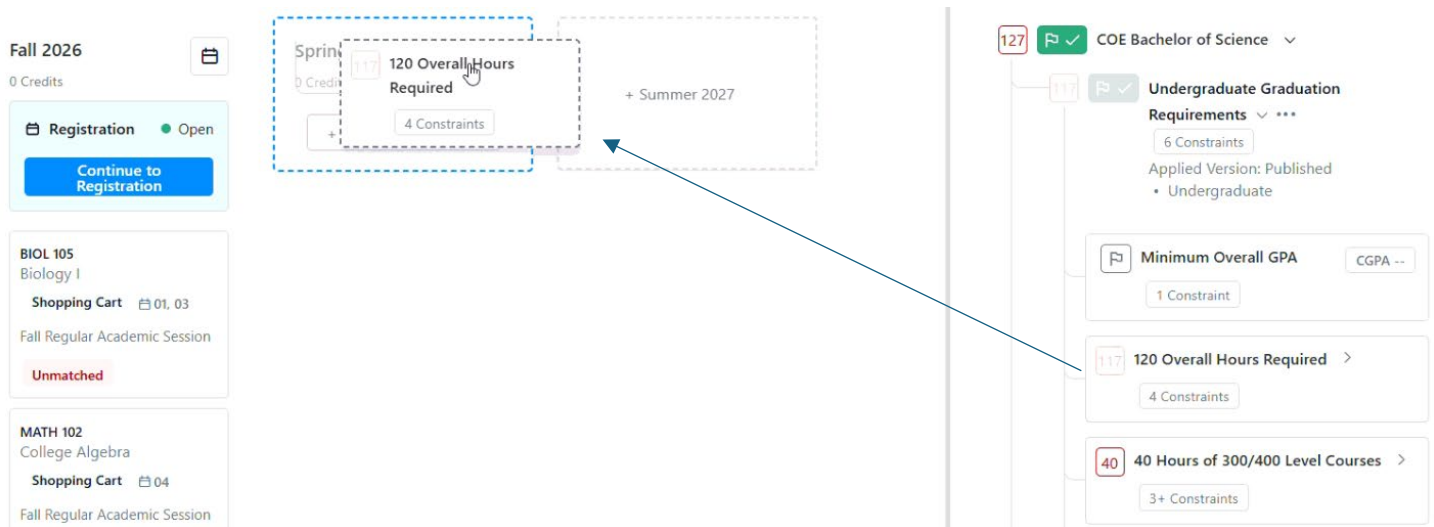 Fall 2026
0 Credits
Registration
Open
Continue to
Registration
BIOL 105
Biology I
Shopping Cart
01, 03
Fall Regular Academic Session
Unmatched
MATH 102
College Algebra
Shopping Cart
04
Fall Regular Academic Session
Sprin
0 Credi
+
117
120 Overall Hours
Required
4 Constraints
+ Summer 2027
127
COE Bachelor of Science
117
Undergraduate Graduation
Requirements
6 Constraints
Applied Version: Published
• Undergraduate
Minimum Overall GPA
CGPA --
1 Constraint
117
120 Overall Hours Required
4 Constraints
40
40 Hours of 300/400 Level Courses
3+ Constraints